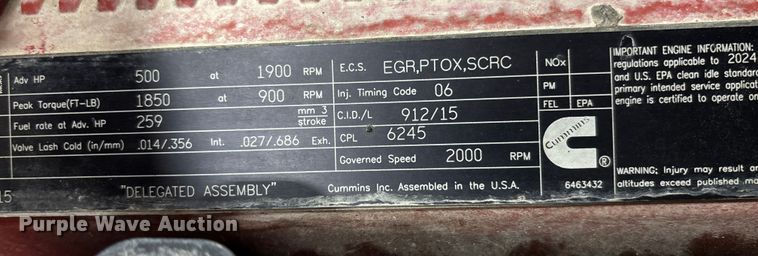 Adv HP 500 at 1900 RPM
Peak Torque(FT-LB) 1850 at 900 RPM
Fuel rate at Adv. HP 259 mm 3 stroke
Valve Lash Cold (in/mm) .014/.356 Int. .027/.686 Exh.
15 "DELEGATED ASSEMBLY" Cummins Inc. Assembled in the U.S.A.
E.C.S. EGR,PTOX,SCRC
Inj. Timing Code 06
C.I.D./L 912/15
CPL 6245
Governed Speed 2000 RPM
NOx
PM
FEL EPA
Cummins
®
6463432
IMPORTANT ENGINE INFORMATION:
regulations applicable to 2024
and U.S. EPA clean idle standard
primary intended service applica
engine is certified to operate on
WARNING; Injury may result an
altitudes exceed published ma
Purple Wave Auction